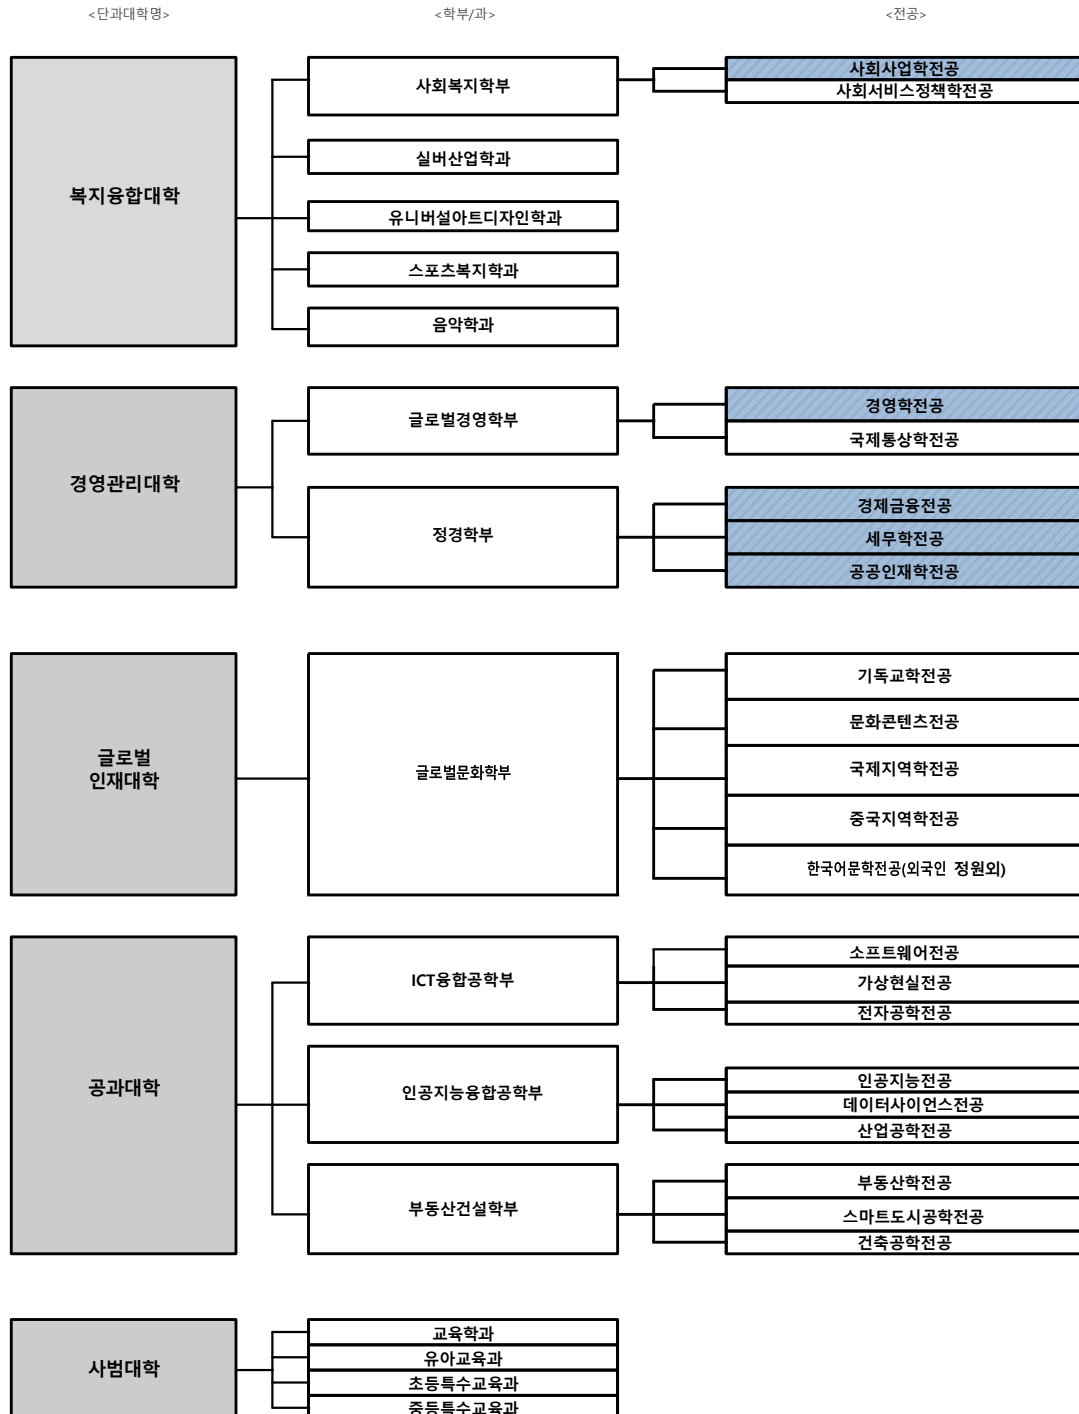 <단과대학명>
<학부/과>
<전공>
복지융합대학
사회복지학부
사회사업학전공
사회서비스정책학전공
실버산업학과
유니버설아트디자인학과
스포츠복지학과
음악학과
경영관리대학
글로벌경영학부
경영학전공
국제통상학전공
정경학부
경제금융전공
세무학전공
공공인재학전공
글로벌
인재대학
글로벌문화학부
기독교학전공
문화콘텐츠전공
국제지역학전공
중국지역학전공
한국어문학전공(외국인 정원외)
공과대학
ICT융합공학부
소프트웨어전공
가상현실전공
전자공학전공
인공지능융합공학부
인공지능전공
데이터사이언스전공
산업공학전공
부동산건설학부
부동산학전공
스마트도시공학전공
건축공학전공
사범대학
교육학과
유아교육과
초등특수교육과
중등특수교육과